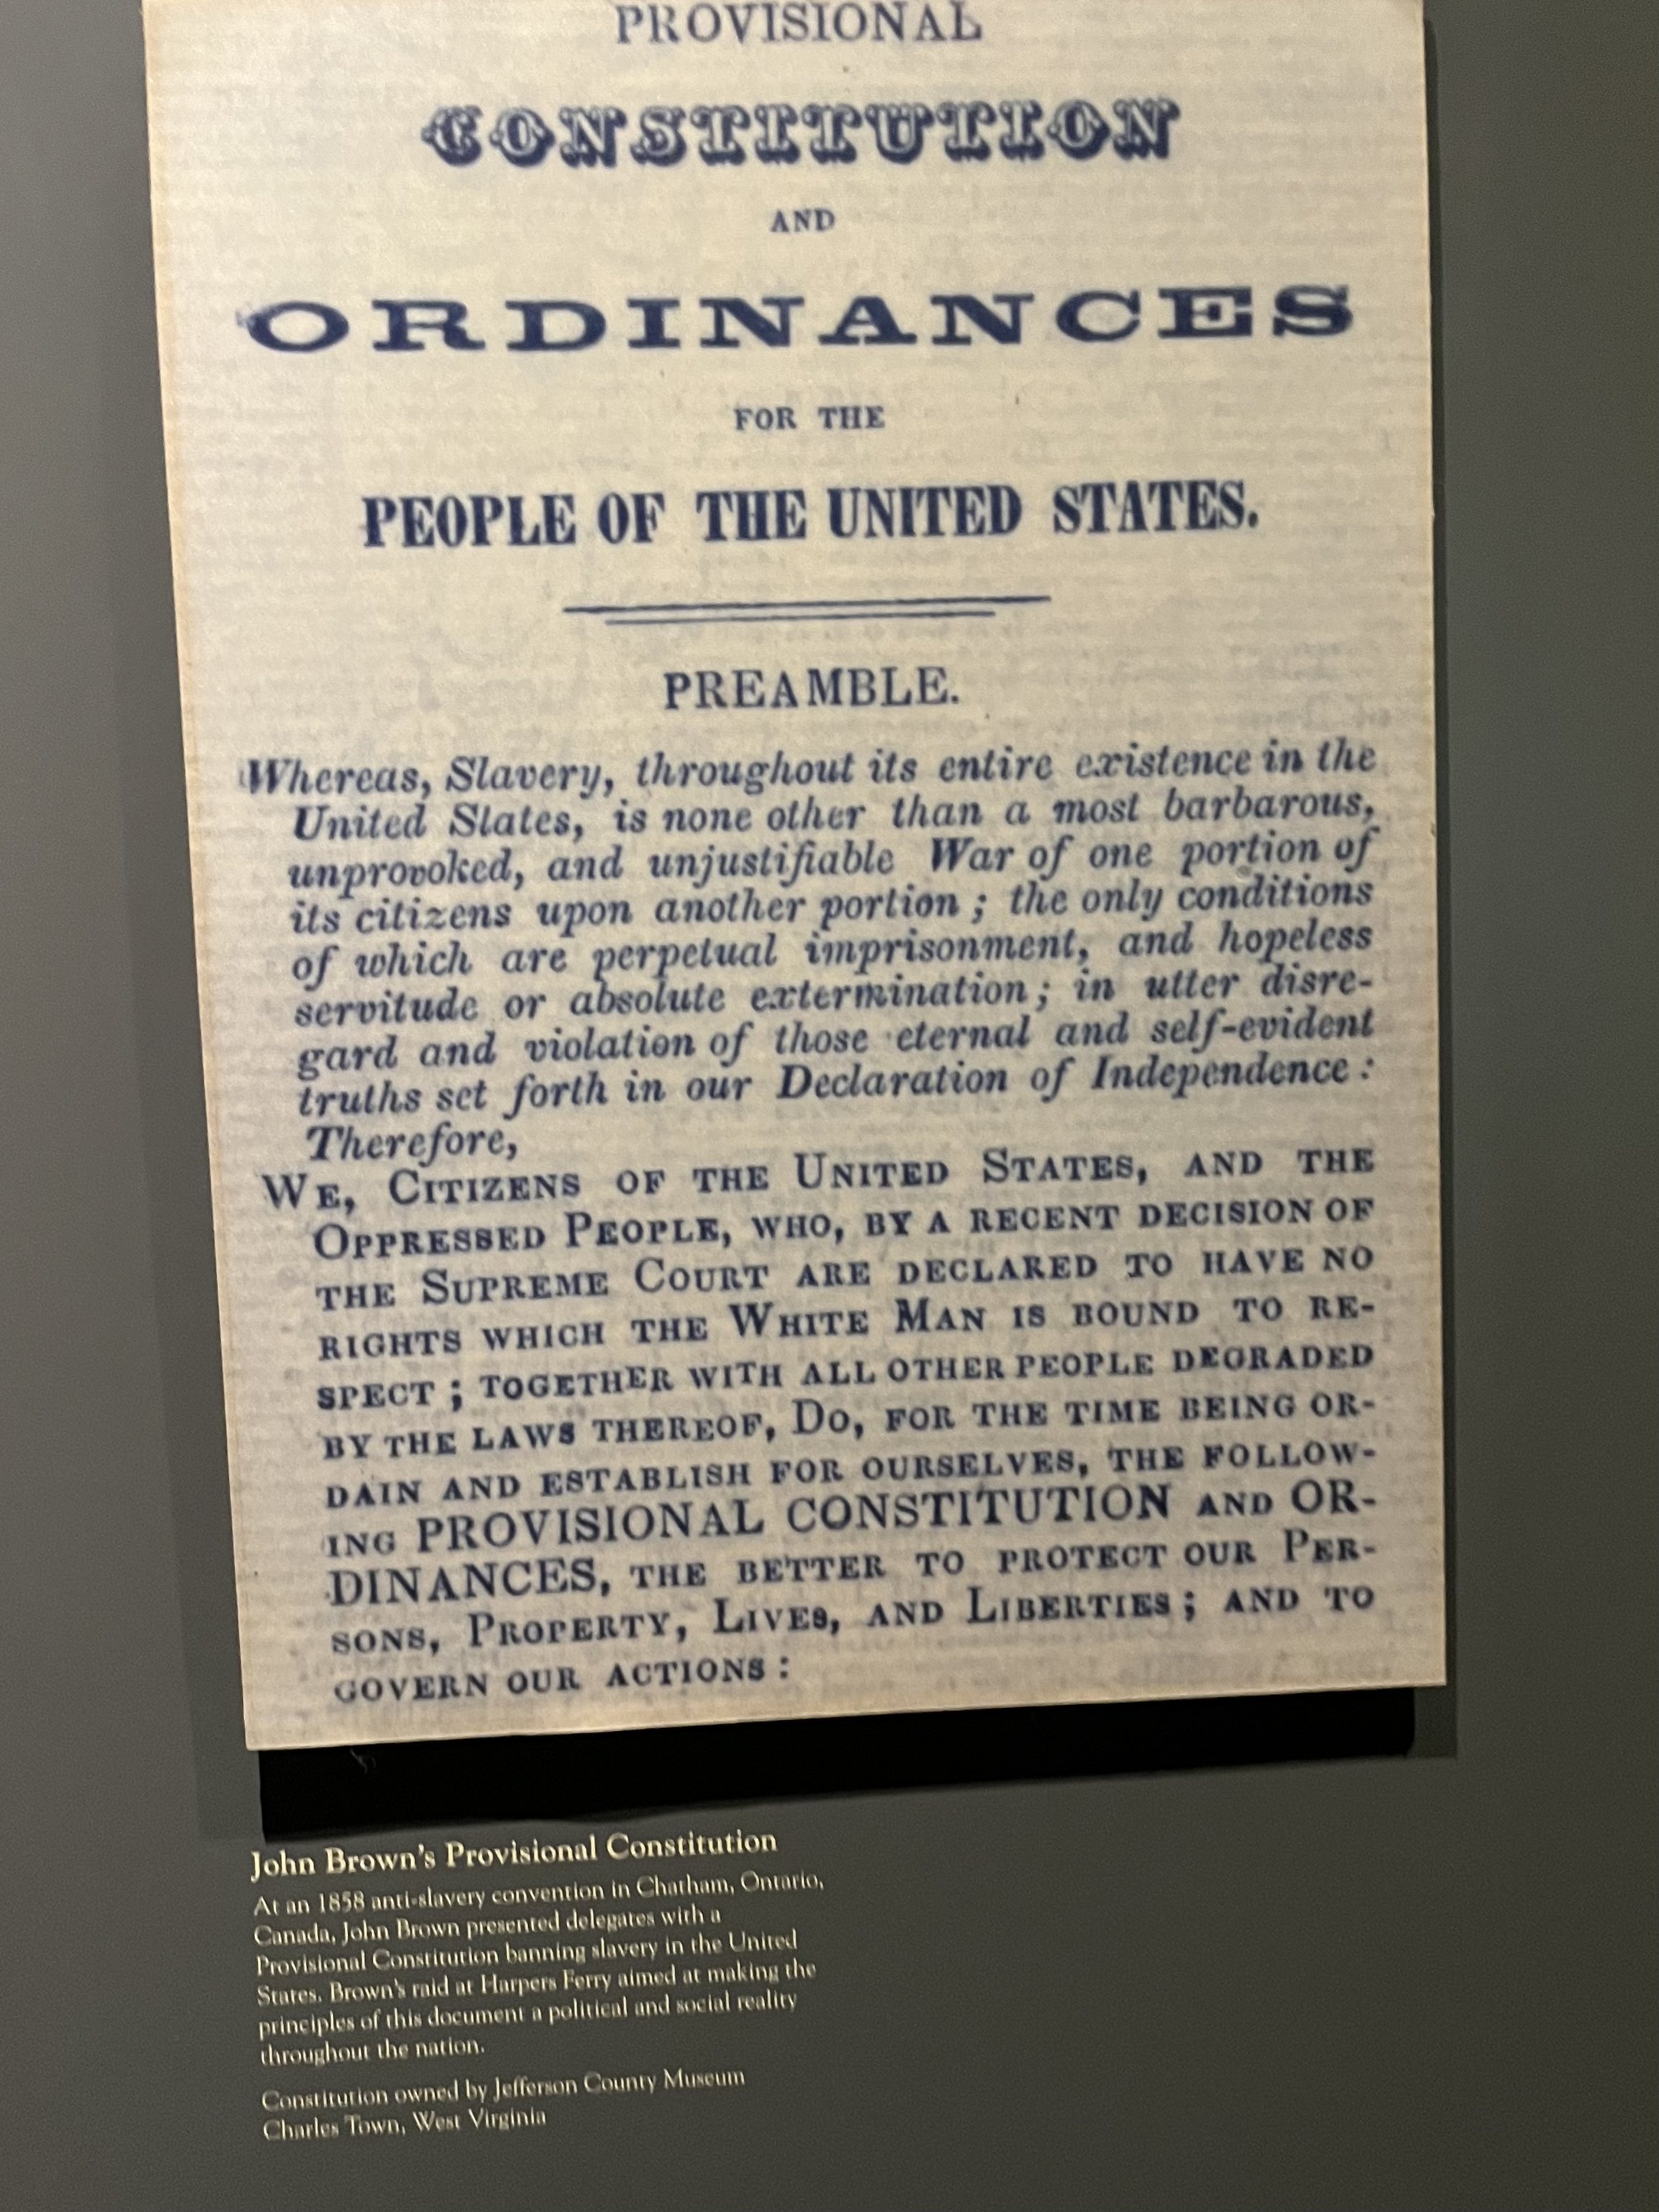 PROVISIONAL
CONSTITUTION
AND
ORDINANCES
FOR THE
PEOPLE OF THE UNITED STATES.
PREAMBLE.
Whereas, Slavery, throughout its entire existence in the
United States, is none other than a most barbarous,
unprovoked, and unjustifiable War of one portion of
its citizens upon another portion ; the only conditions
of which are perpetual imprisonment, and hopeless
servitude or absolute extermination ; in utter disre-
gard and violation of those eternal and self-evident
truths set forth in our Declaration of Independence :
Therefore,
WE, CITIZENS OF THE UNITED STATES, AND THE
OPPRESSED PEOPLE, WHO, BY A RECENT DECISION OF
THE SUPREME COURT ARE DECLARED TO HAVE NO
RIGHTS WHICH THE WHITE MAN IS BOUND TO RE-
SPECT ; TOGETHER WITH ALL OTHER PEOPLE DEGRADED
BY THE LAWS THEREOF, DO, FOR THE TIME BEING OR-
DAIN AND ESTABLISH FOR OURSELVES, THE FOLLOW-
ING PROVISIONAL CONSTITUTION AND OR-
DINANCES, THE BETTER TO PROTECT OUR PER-
SONS, PROPERTY, LIVES, AND LIBERTIES ; AND TO
GOVERN OUR ACTIONS :
John Brown's Provisional Constitution
At an 1858 anti-slavery convention in Chatham, Ontario,
Canada, John Brown presented delegates with a
Provisional Constitution banning slavery in the United
States. Brown's raid at Harpers Ferry aimed at making the
principles of this document a political and social reality
throughout the nation.
Constitution owned by Jefferson County Museum
Charles Town, West Virginia